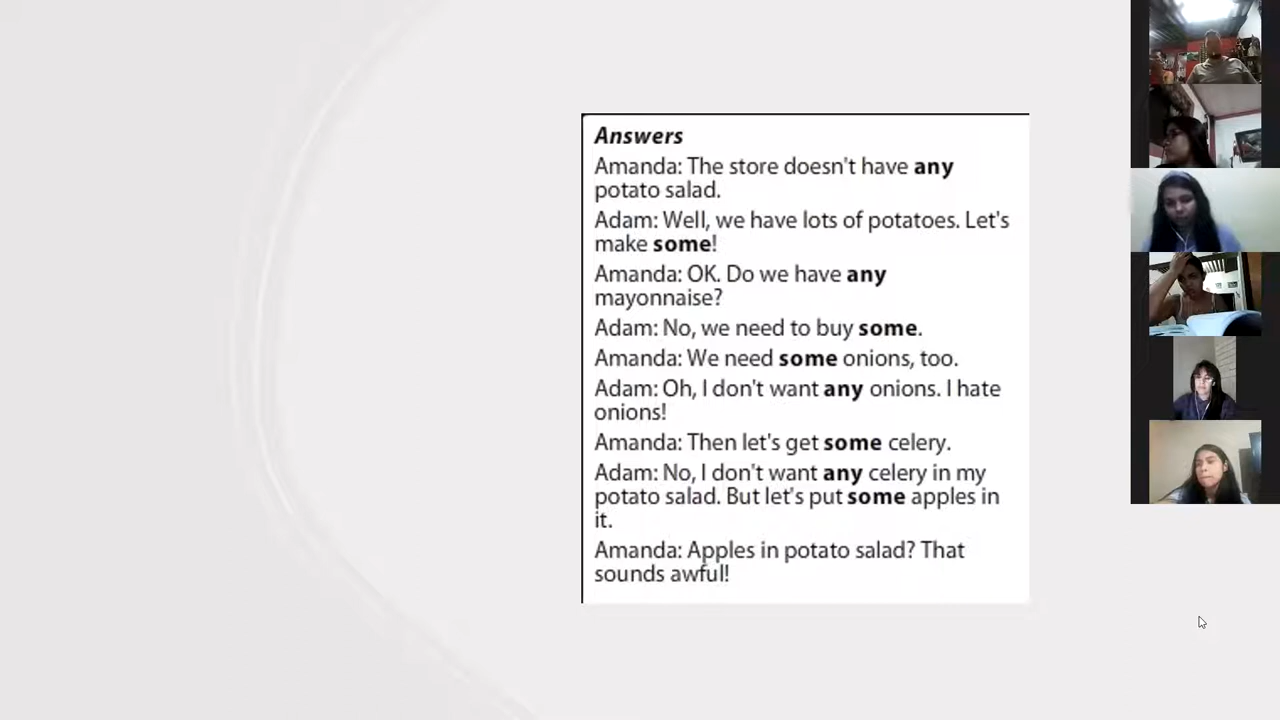 Answers
Amanda: The store doesn't have any
potato salad.
Adam: Well, we have lots of potatoes. Let's
make some!
Amanda: OK. Do we have any
mayonnaise?
Adam: No, we need to buy some.
Amanda: We need some onions, too.
Adam: Oh, I don't want any onions. I hate
onions!
Amanda: Then let's get some celery.
Adam: No, I don't want any celery in my
potato salad. But let's put some apples in
it.
Amanda: Apples in potato salad? That
sounds awful!